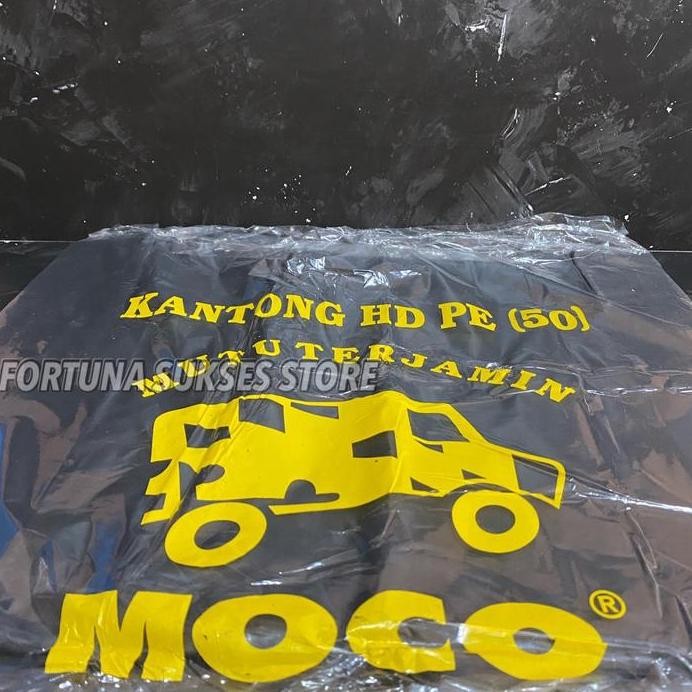 KANTONG HD PE (50)
MUTU TERJAMIN
FORTUNA SUKSES STORE
MOCO ®